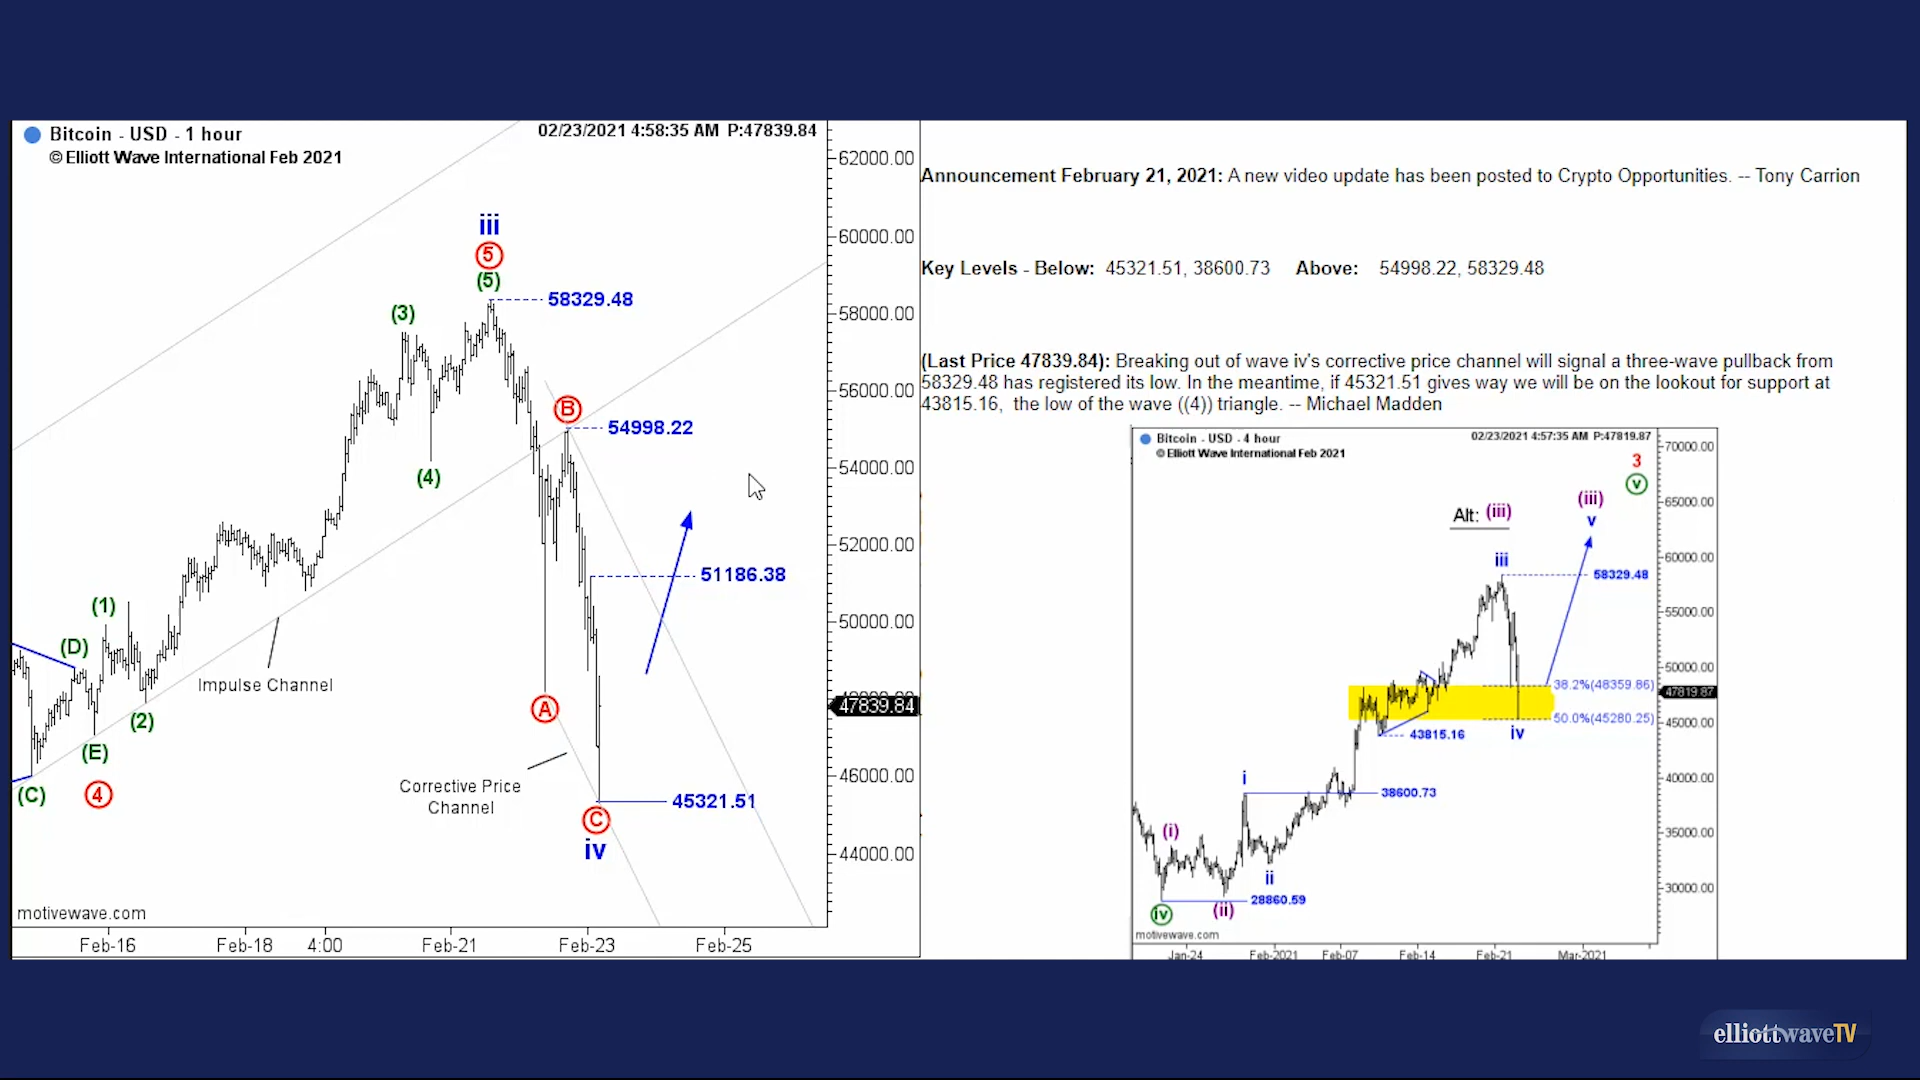 Bitcoin - USD - 1 hour
© Elliott Wave International Feb 2021
02/23/2021 4:58:35 AM P:47839.84
62000.00
60000.00
58000.00
56000.00
54000.00
52000.00
50000.00
47839.84
46000.00
44000.00
iii
5
(5)
58329.48
(3)
(4)
B
54998.22
51186.38
(1)
(D)
Impulse Channel
(2)
(E)
4
(C)
A
Corrective Price
Channel
45321.51
C
iv
motivewave.com
Feb-16
Feb-18
4:00
Feb-21
Feb-23
Feb-25
Announcement February 21, 2021: A new video update has been posted to Crypto Opportunities. -- Tony Carrion
Key Levels - Below: 45321.51, 38600.73 Above: 54998.22, 58329.48
(Last Price 47839.84): Breaking out of wave iv's corrective price channel will signal a three-wave pullback from
58329.48 has registered its low. In the meantime, if 45321.51 gives way we will be on the lookout for support at
43815.16, the low of the wave ((4)) triangle. -- Michael Madden
Bitcoin - USD - 4 hour
© Elliott Wave International Feb 2021
02/23/2021 4:57:35 AM P:47819.87
70000.00
65000.00
60000.00
55000.00
50000.00
47819.87
45000.00
40000.00
35000.00
30000.00
3
v
(iii)
v
Alt: (iii)
iii
58329.48
38.2%(48359.86)
50.0%(45280.25)
iv
43815.16
i
38600.73
(i)
ii
28860.59
iv
(ii)
motivewave.com
Jan-24
Feb-2021
Feb-07
Feb-14
Feb-21
Mar-2021
elliottwaveTV